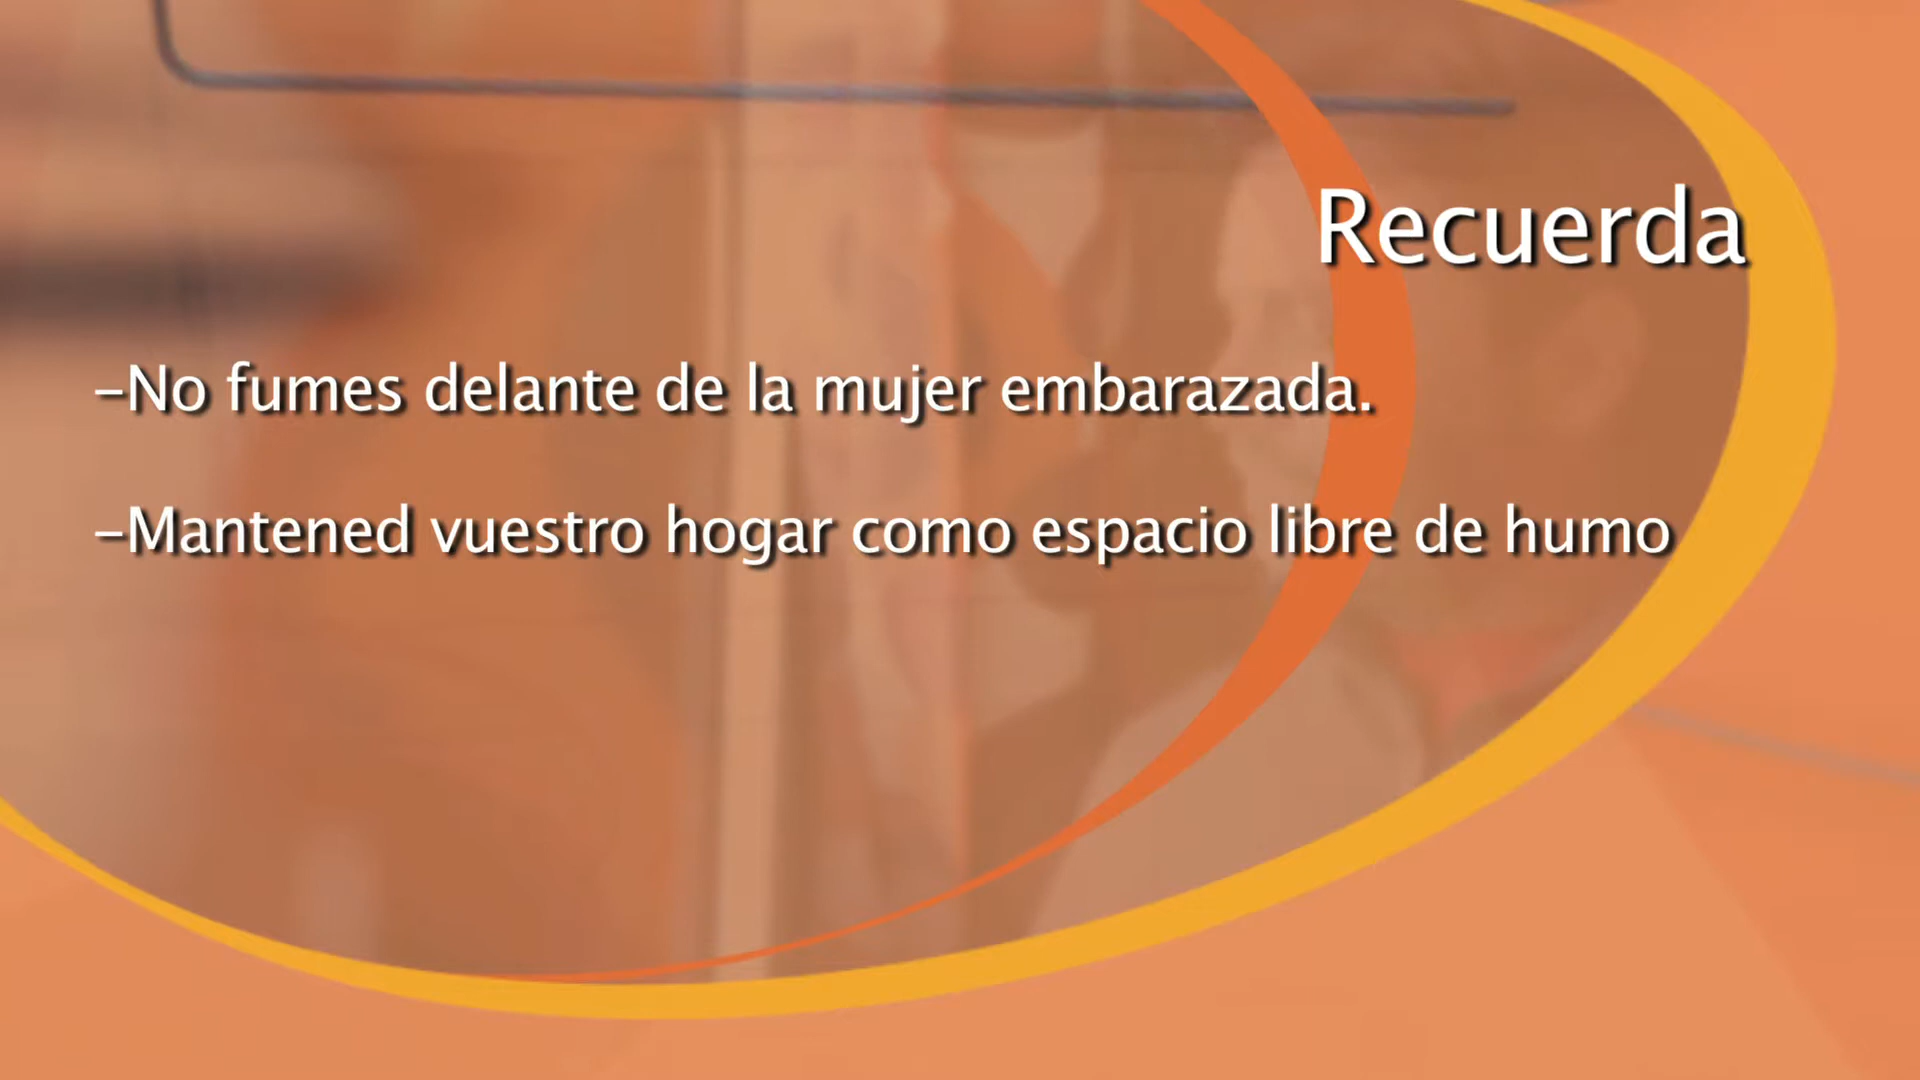 Recuerda
-No fumes delante de la mujer embarazada.
-Mantened vuestro hogar como espacio libre de humo